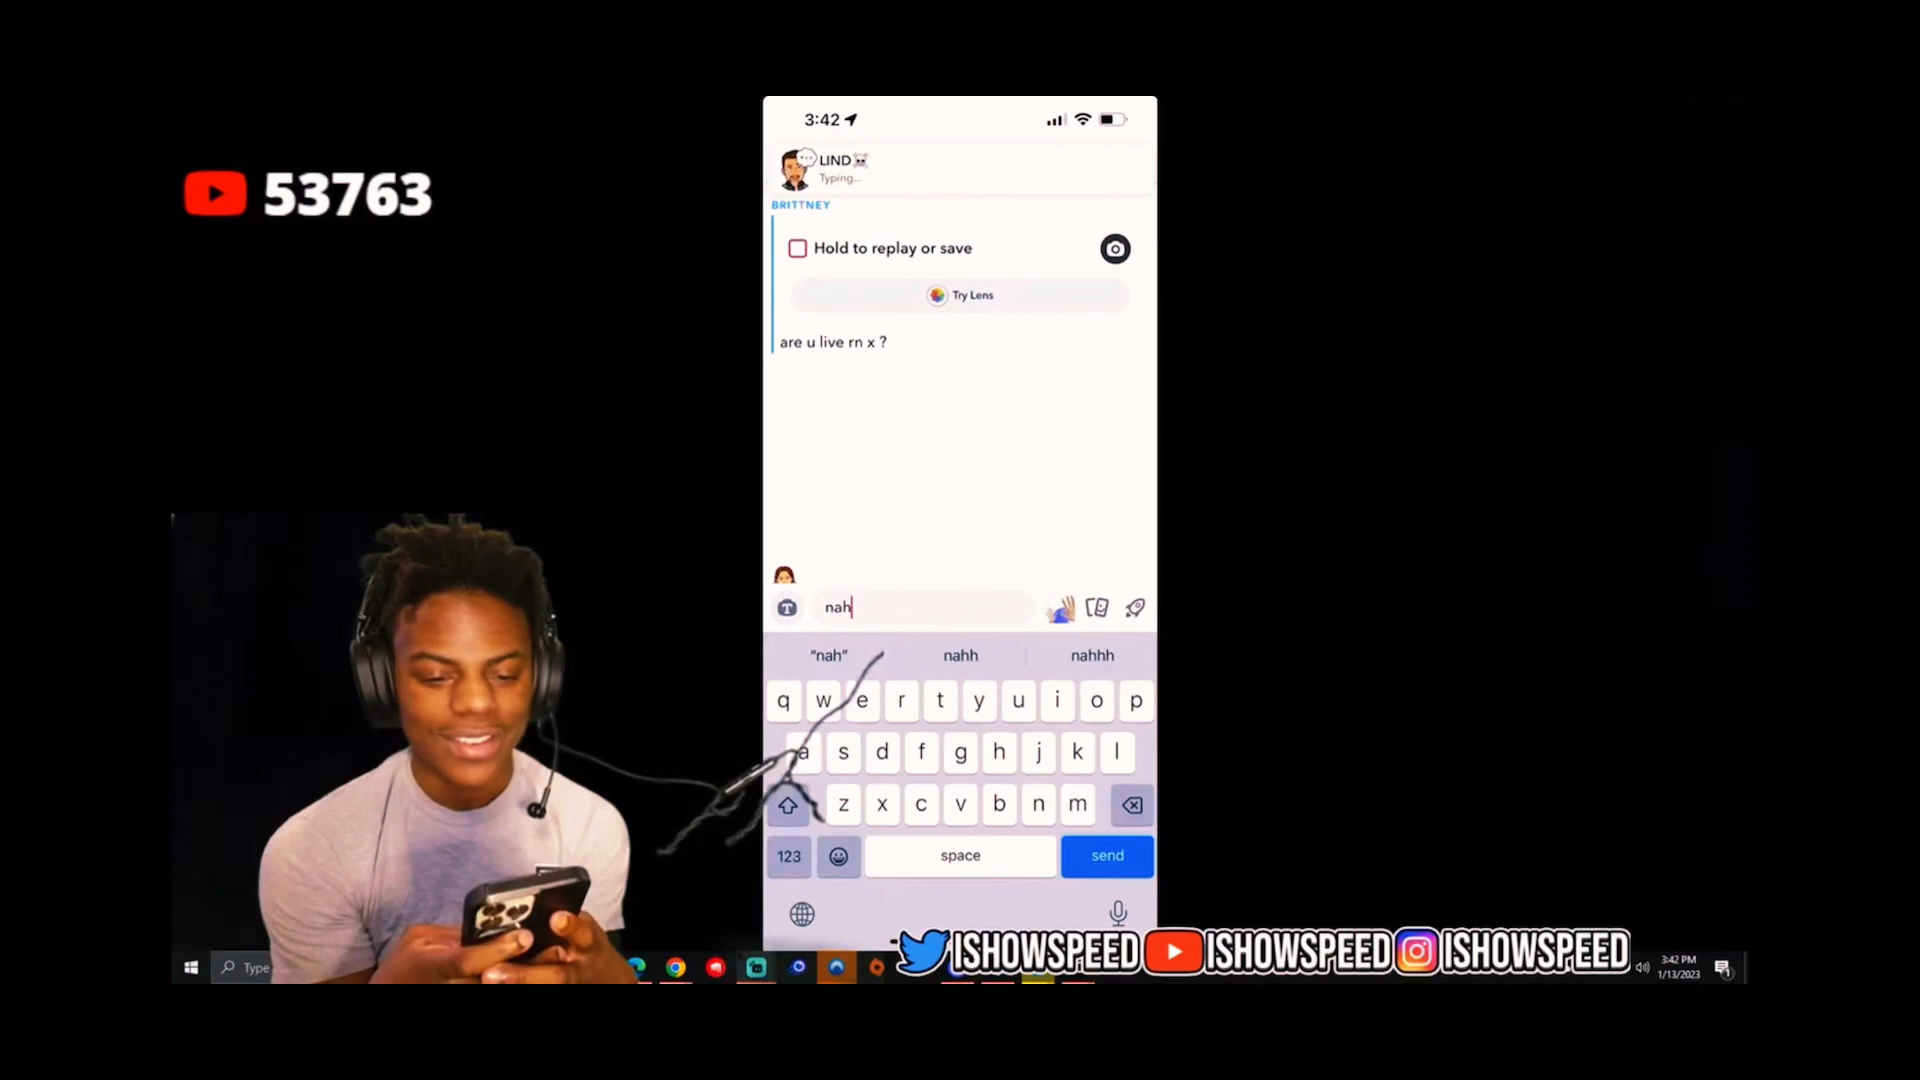 53763
3:42
LIND☠
Typing...
BRITTNEY
Hold to replay or save
Try Lens
are u live rn x ?
nah
"nah" nahh nahhh
q w e r t y u i o p
a s d f g h j k l
z x c v b n m
123 space send
Type
ISHOWSPEED ISHOWSPEED ISHOWSPEED
3:42 PM
1/13/2023